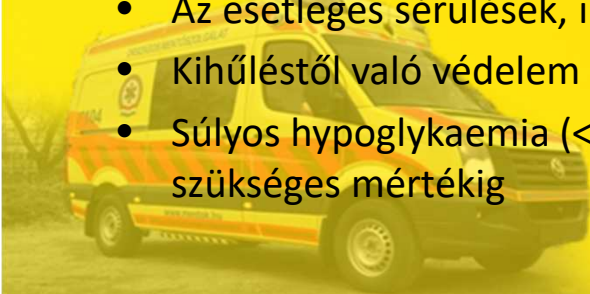 • Az esetleges sérülések, i
• Kihűléstől való védelem
• Súlyos hypoglykaemia (<
szükséges mértékig